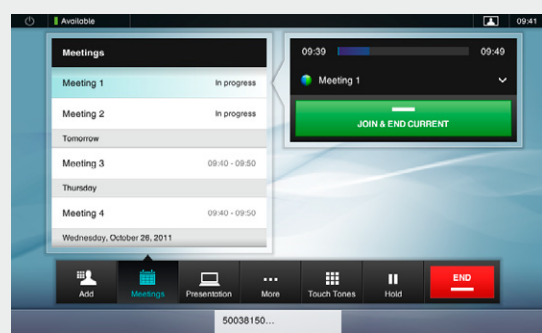 Available
09:41
Meetings
Meeting 1
In progress
Meeting 2
In progress
Tomorrow
Meeting 3
09:40 - 09:50
Thursday
Meeting 4
09:40 - 09:50
Wednesday, October 26, 2011
09:39
09:49
Meeting 1
JOIN & END CURRENT
Add
Meetings
Presentation
More
Touch Tones
Hold
END
50038150...